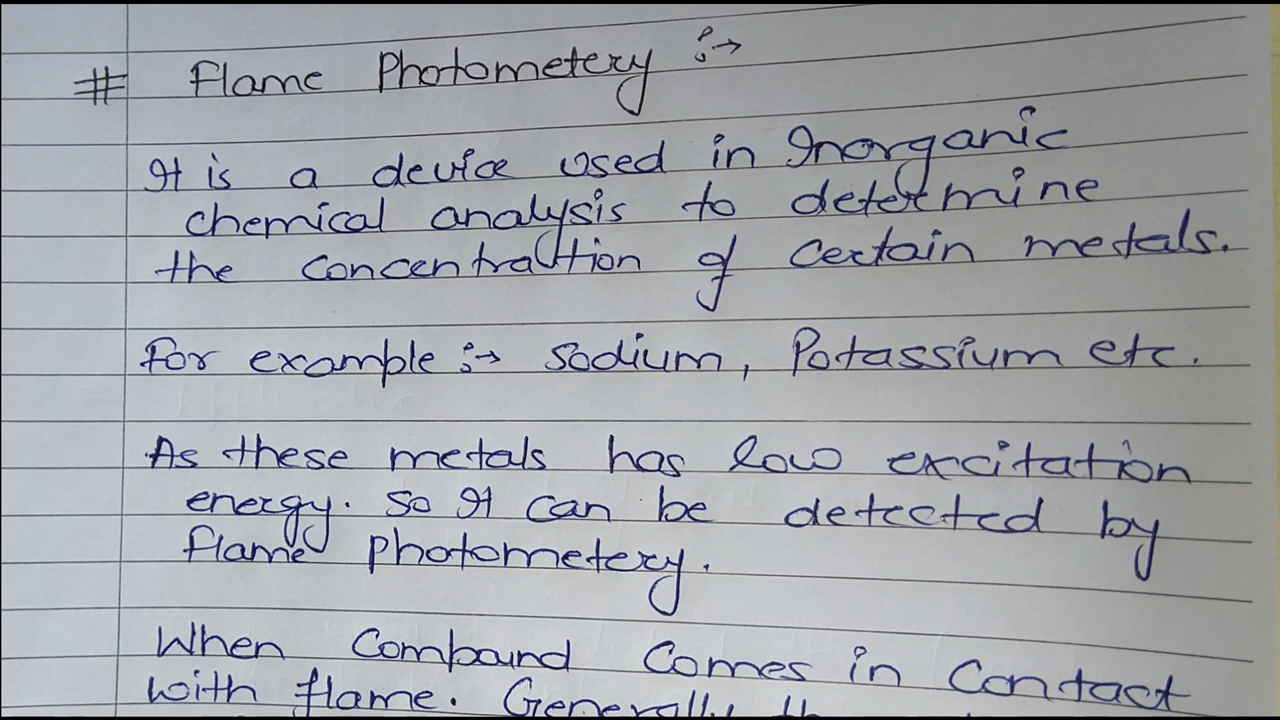 # Flame Photometery :→
It is a device used in Inorganic
chemical analysis to determine
the concentration of certain metals.
For example :→ Sodium, Potassium etc.
As these metals has low excitation
energy. So It can be detected by
flame photometery.
When Compound Comes in Contact
with flame. Generally